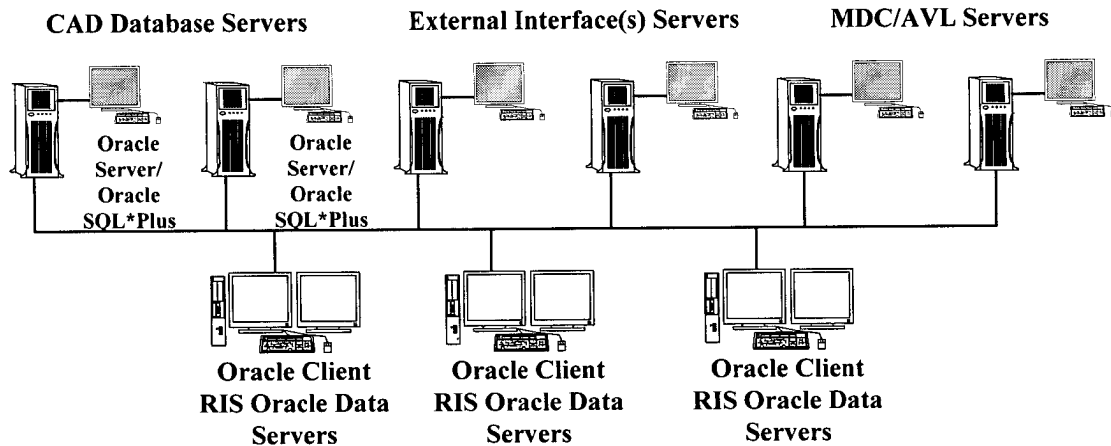 CAD Database Servers
External Interface(s) Servers
MDC/AVL Servers
Oracle
Server/
Oracle
SQL*Plus
Oracle
Server/
Oracle
SQL*Plus
Oracle Client
RIS Oracle Data
Servers
Oracle Client
RIS Oracle Data
Servers
Oracle Client
RIS Oracle Data
Servers